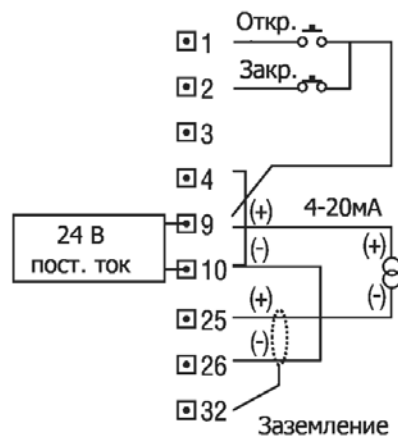 1 Откр.
2 Закр.
3
4
9 (+) 4-20мА
24 В
пост. ток
(+)
10 (-)
(-)
25 (+)
(-)
26
32
Заземление